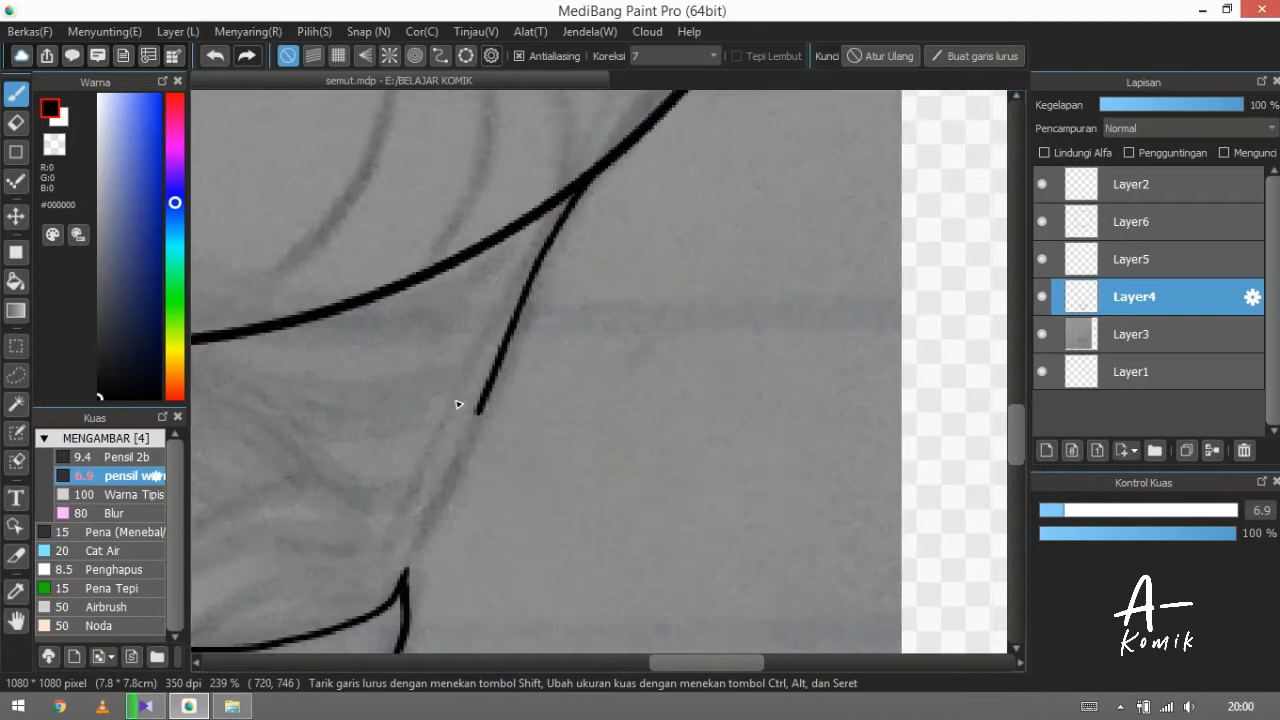 MediBang Paint Pro (64bit)
Berkas(F) Menyunting(E) Layer (L) Menyaring(R) Pilih(S) Snap (N) Cor(C) Tinjau(V) Alat(T) Jendela(W) Cloud Help
Antialiasing Koreksi 7 Tepi Lembut Kunci Atur Ulang Buat garis lurus
Warna
semut.mdp - E:/BELAJAR KOMIK
Lapisan
Kegelapan 100 %
Pencampuran Normal
Lindungi Alfa Pengguntingan Mengunci
R:0
G:0
B:0
#000000
Layer2
Layer6
Layer5
Layer4
Layer3
Layer1
Kuas
MENGAMBAR [4]
9.4 Pensil 2b
6.9 pensil
100 Warna Tipis
80 Blur
15 Pena (Menebal/
20 Cat Air
8.5 Penghapus
15 Pena Tepi
50 Airbrush
50 Noda
Kontrol Kuas
6.9
100 %
A-
Komik
1080 * 1080 pixel (7.8 * 7.8cm) 350 dpi 239 % ( 720, 746 ) Tarik garis lurus dengan menekan tombol Shift, Ubah ukuran kuas dengan menekan tombol Ctrl, Alt, dan Seret
20:00